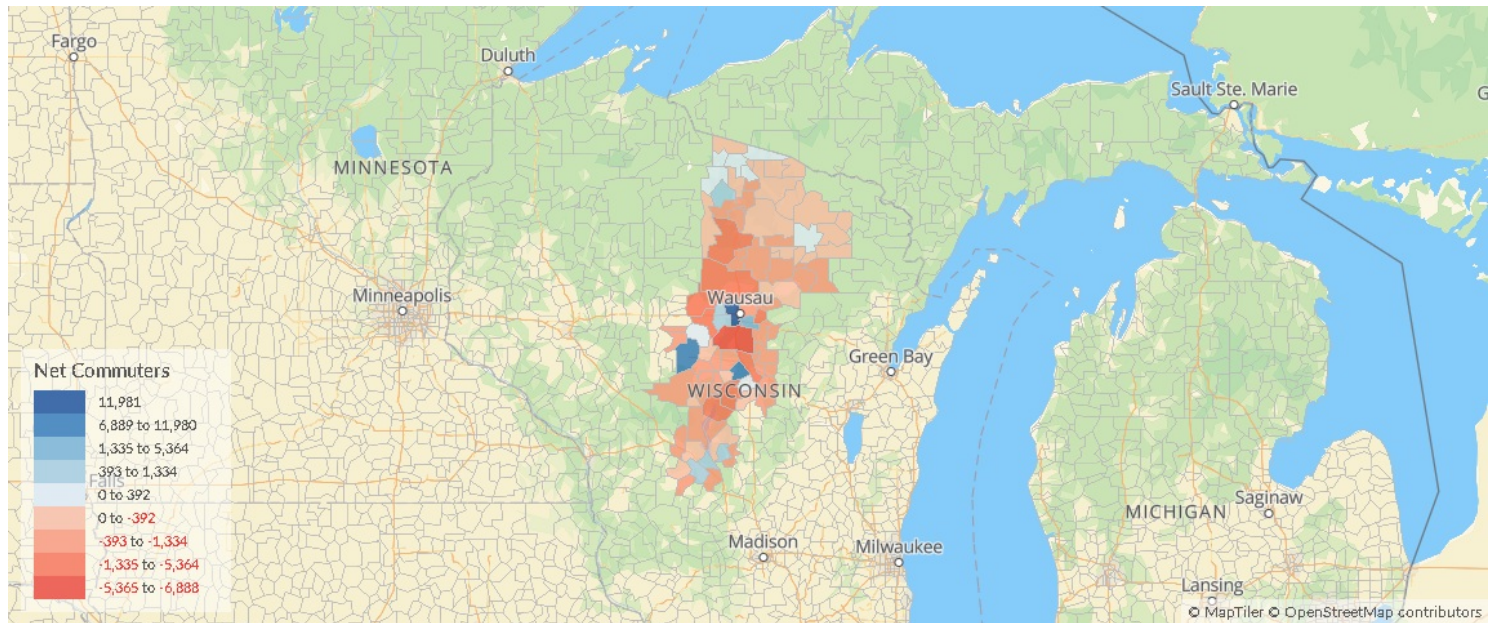 Fargo
Duluth
Sault Ste. Marie
G
MINNESOTA
Minneapolis
Wausau
Green Bay
WISCONSIN
Net Commuters
11,981
6,889 to 11,980
1,335 to 5,364
393 to 1,334
Falls
0 to 392
0 to -392
-393 to -1,334
-1,335 to -5,364
-5,365 to -6,888
Saginaw
MICHIGAN
Madison
Milwaukee
Lansing
© MapTiler © OpenStreetMap contributors